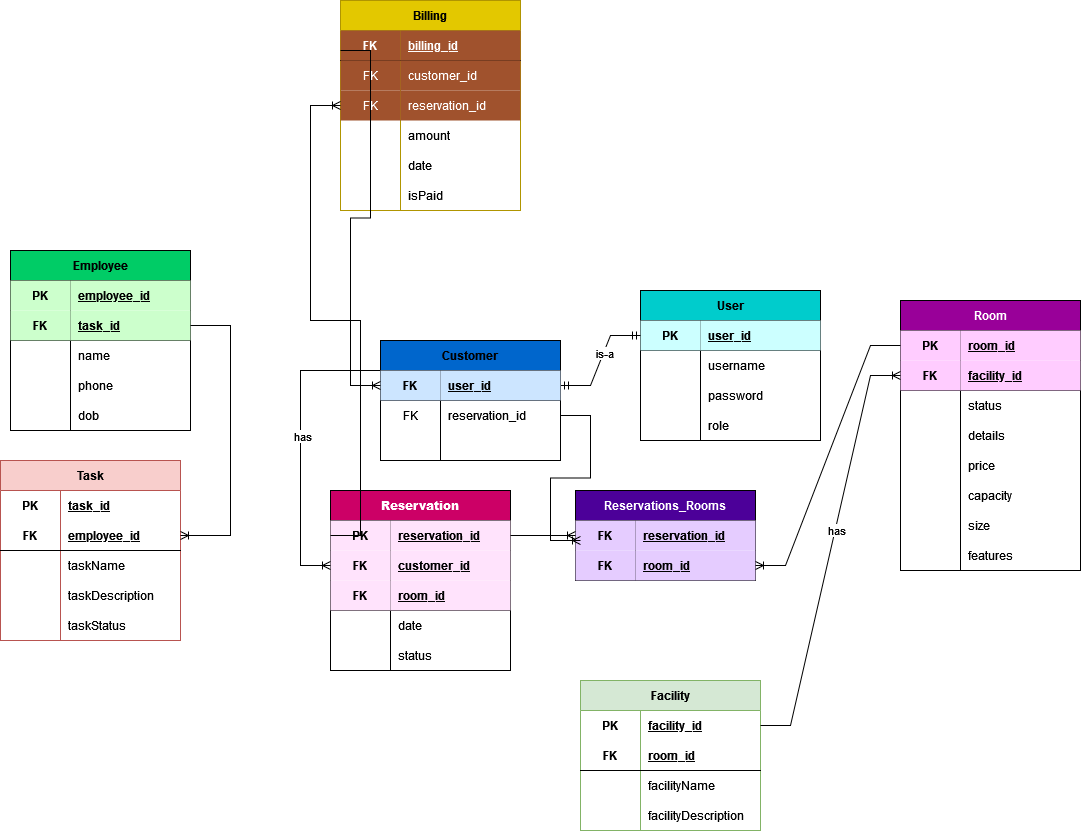 Billing
FK billing_id
FK customer_id
FK reservation_id
amount
date
isPaid
Employee
PK employee_id
FK task_id
name
phone
dob
Task
PK task_id
FK employee_id
taskName
taskDescription
taskStatus
Customer
FK user_id
FK reservation_id
is-a
User
PK user_id
username
password
role
has
Reservation
PK reservation_id
FK customer_id
FK room_id
date
status
Reservations_Rooms
FK reservation_id
FK room_id
Room
PK room_id
FK facility_id
status
details
price
capacity
size
features
has
Facility
PK facility_id
FK room_id
facilityName
facilityDescription